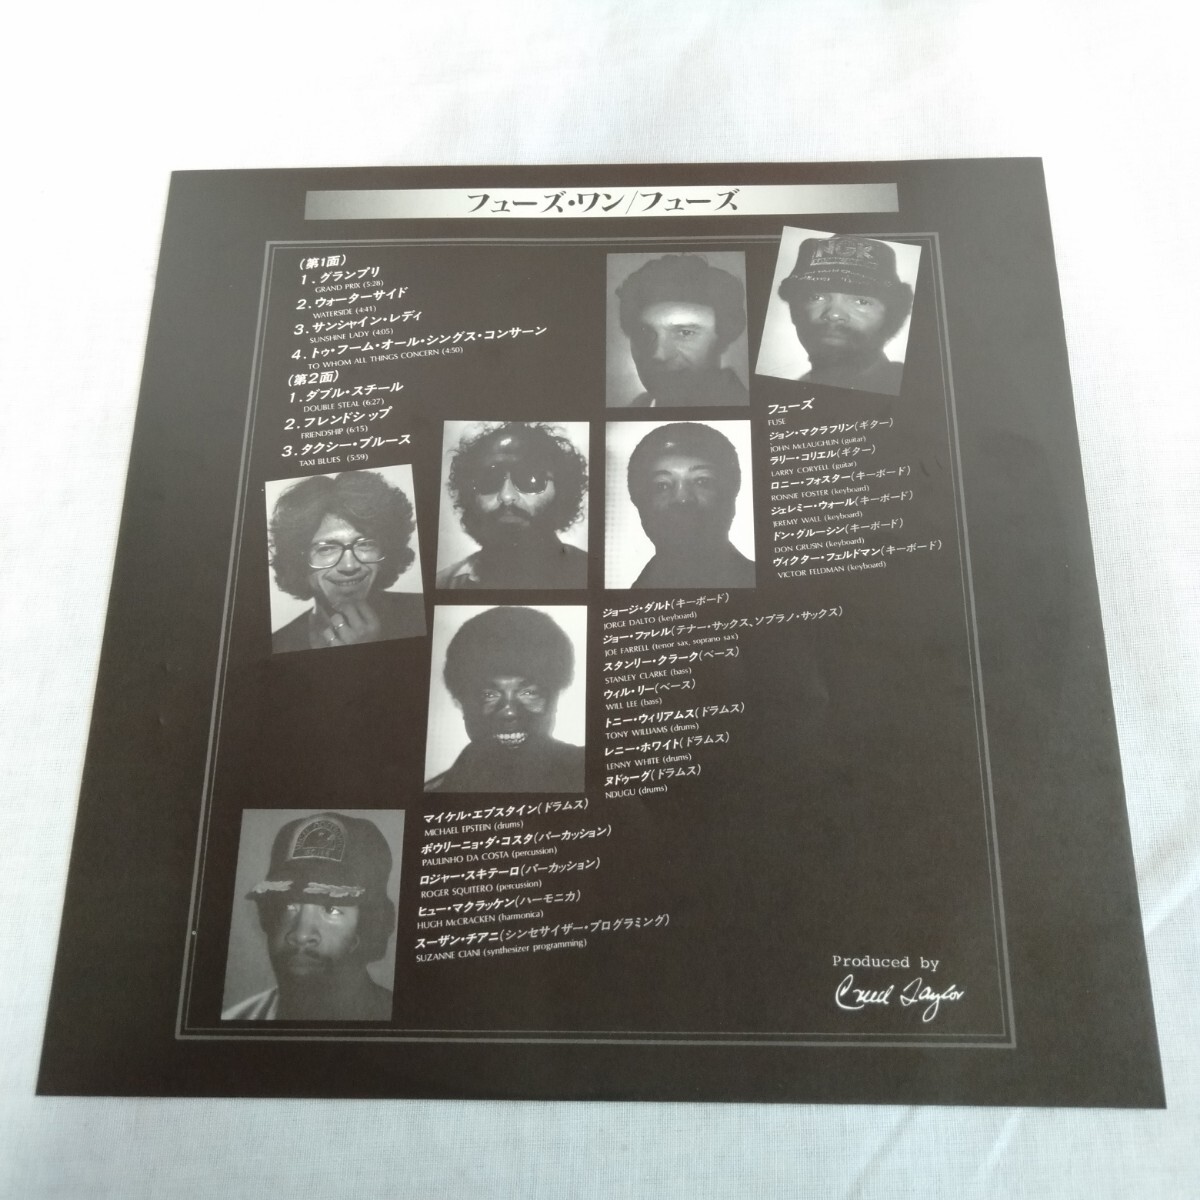 フューズ・ワン/フューズ
(第1面)
1.グランプリ
GRAND PRIX (5:28)
2.ウォーターサイド
WATERSIDE (4:41)
3.サンシャイン・レディ
SUNSHINE LADY (4:05)
4.トゥ・フーム・オール・シングス・コンサーン
TO WHOM ALL THINGS CONCERN (4:50)
(第2面)
1.ダブル・スチール
DOUBLE STEAL (6:27)
2.フレンドシップ
FRIENDSHIP (6:15)
3.タクシー・ブルース
TAXI BLUES (5:59)
NGK
フューズ
FUSE
ジョン・マクラフリン(ギター)
JOHN McLAUGHLIN (guitar)
ラリー・コリエル(ギター)
LARRY CORYELL (guitar)
ロニー・フォスター(キーボード)
RONNIE FOSTER (keyboard)
ジェレミー・ウォール(キーボード)
JEREMY WALL (keyboard)
ドン・グルーシン(キーボード)
DON GRUSIN (keyboard)
ヴィクター・フェルドマン(キーボード)
VICTOR FELDMAN (keyboard)
ジョージ・ダルト(キーボード)
JORGE DALTO (keyboard)
ジョー・ファレル(テナー・サックス、ソプラノ・サックス)
JOE FARRELL (tenor sax, soprano sax)
スタンリー・クラーク(ベース)
STANLEY CLARKE (bass)
ウィル・リー(ベース)
WILL LEE (bass)
トニー・ウィリアムス(ドラムス)
TONY WILLIAMS (drums)
レニー・ホワイト(ドラムス)
LENNY WHITE (drums)
ヌドゥーグ(ドラムス)
NDUGU (drums)
マイケル・エプスタイン(ドラムス)
MICHAEL EPSTEIN (drums)
ポウリーニョ・ダ・コスタ(パーカッション)
PAULINHO DA COSTA (percussion)
ロジャー・スキテーロ(パーカッション)
ROGER SQUITERO (percussion)
ヒュー・マクラッケン(ハーモニカ)
HUGH McCRACKEN (harmonica)
スーザン・チアニ(シンセサイザー・プログラミング)
SUZANNE CIANI (synthesizer programming)
Produced by
Creed Taylor